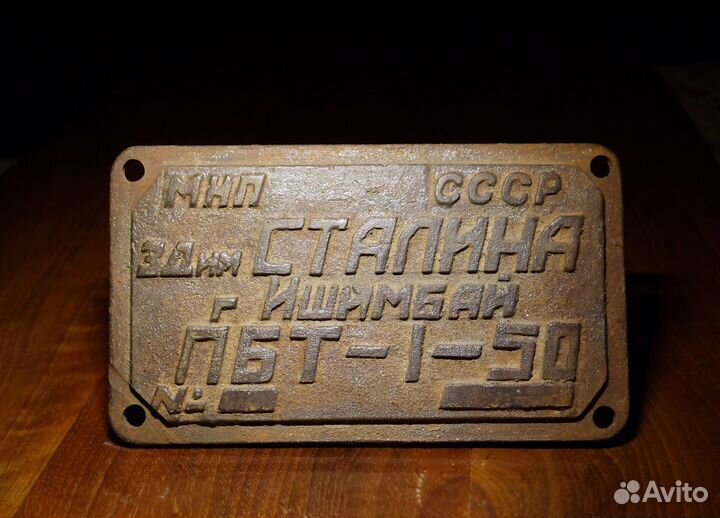 МНП СССР
ЗД им СТАЛИНА
г Ишимбай
ПБТ-1-50
№
Avito